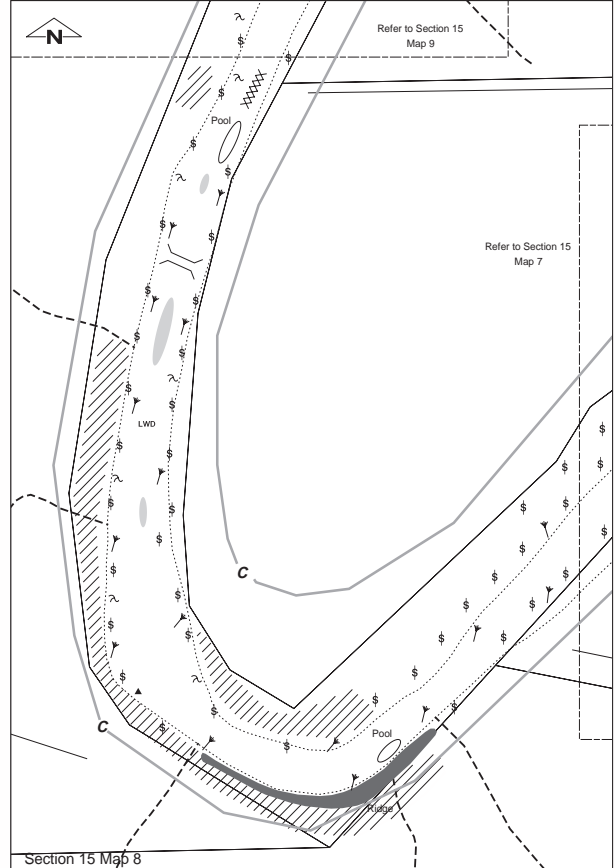 N
Refer to Section 15
Map 9
Pool
Refer to Section 15
Map 7
LWD
C
C
Pool
Ridge
Section 15 Map 8